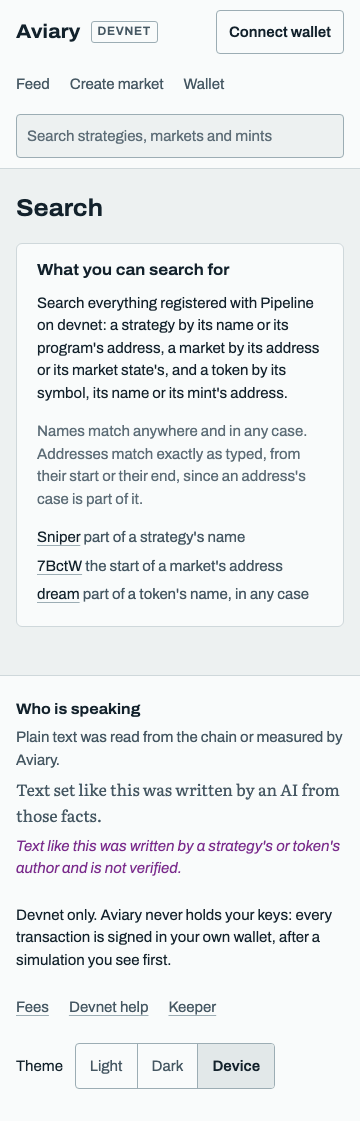 Aviary DEVNET Connect wallet
Feed Create market Wallet
Search strategies, markets and mints
Search
What you can search for
Search everything registered with Pipeline
on devnet: a strategy by its name or its
program's address, a market by its address
or its market state's, and a token by its
symbol, its name or its mint's address.
Names match anywhere and in any case.
Addresses match exactly as typed, from
their start or their end, since an address's
case is part of it.
Sniper part of a strategy's name
7BctW the start of a market's address
dream part of a token's name, in any case
Who is speaking
Plain text was read from the chain or measured by
Aviary.
Text set like this was written by an AI from
those facts.
Text like this was written by a strategy's or token's
author and is not verified.
Devnet only. Aviary never holds your keys: every
transaction is signed in your own wallet, after a
simulation you see first.
Fees Devnet help Keeper
Theme Light Dark Device